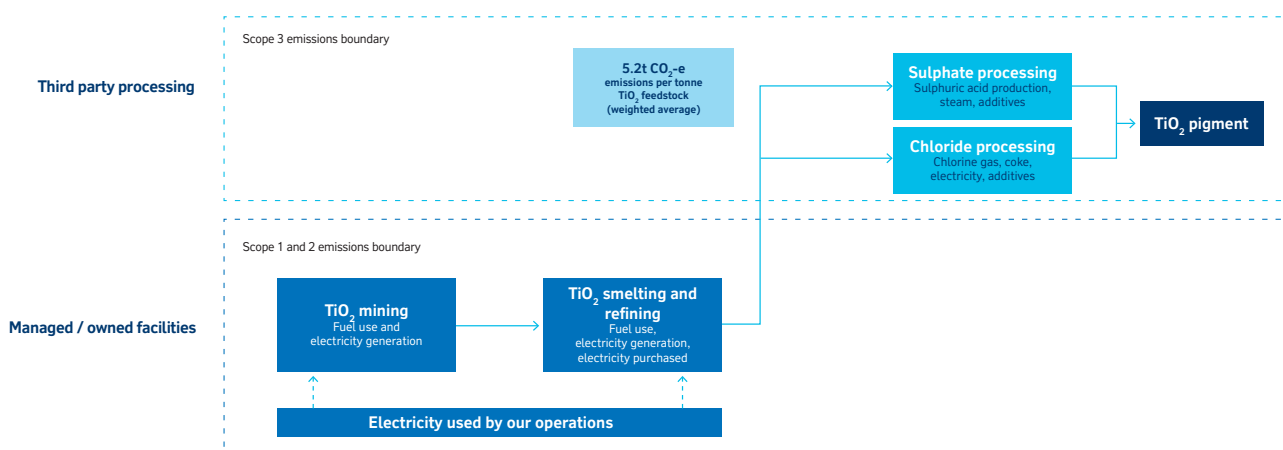 Scope 3 emissions boundary
Third party processing
5.2t CO₂-e
emissions per tonne
TiO₂ feedstock
(weighted average)
Sulphate processing
Sulphuric acid production,
steam, additives
Chloride processing
Chlorine gas, coke,
electricity, additives
TiO₂ pigment
Scope 1 and 2 emissions boundary
Managed / owned facilities
TiO₂ mining
Fuel use and
electricity generation
TiO₂ smelting and
refining
Fuel use,
electricity generation,
electricity purchased
Electricity used by our operations